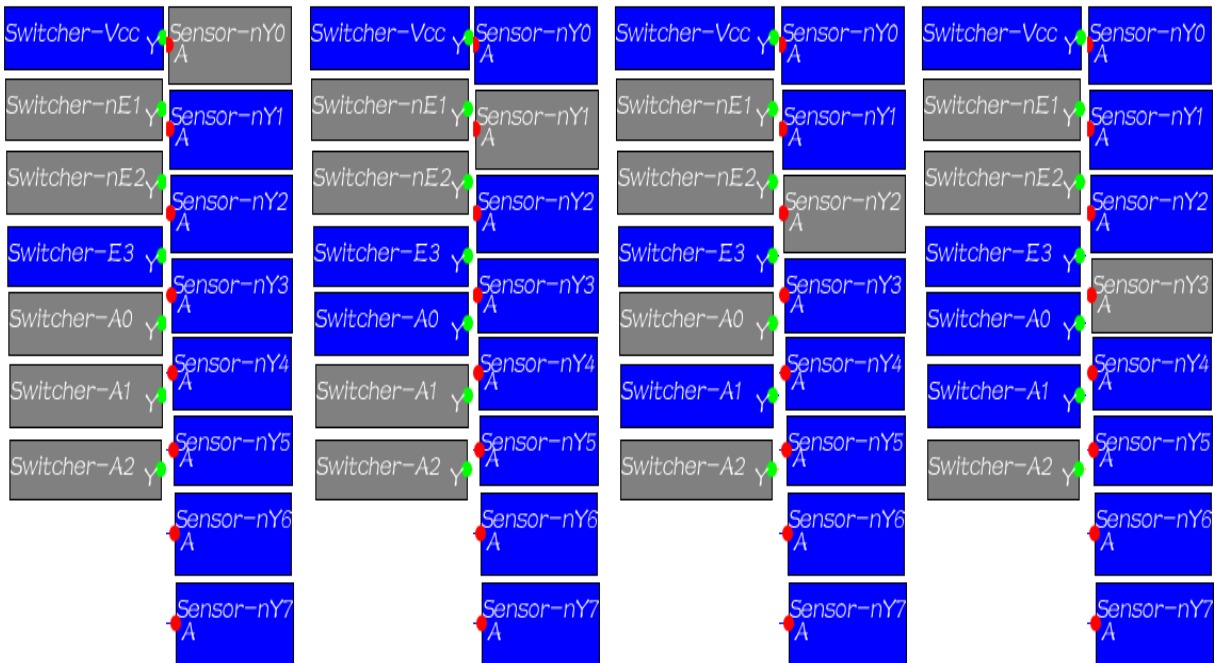 Switcher-Vcc Y
Sensor-nY0
A
Switcher-nE1 Y
Sensor-nY1
A
Switcher-nE2 Y
Sensor-nY2
A
Switcher-E3 Y
Sensor-nY3
A
Switcher-A0 Y
Sensor-nY4
A
Switcher-A1 Y
Sensor-nY5
A
Switcher-A2 Y
Sensor-nY6
A
Sensor-nY7
A
Switcher-Vcc Y
Sensor-nY0
A
Switcher-nE1 Y
Sensor-nY1
A
Switcher-nE2 Y
Sensor-nY2
A
Switcher-E3 Y
Sensor-nY3
A
Switcher-A0 Y
Sensor-nY4
A
Switcher-A1 Y
Sensor-nY5
A
Switcher-A2 Y
Sensor-nY6
A
Sensor-nY7
A
Switcher-Vcc Y
Sensor-nY0
A
Switcher-nE1 Y
Sensor-nY1
A
Switcher-nE2 Y
Sensor-nY2
A
Switcher-E3 Y
Sensor-nY3
A
Switcher-A0 Y
Sensor-nY4
A
Switcher-A1 Y
Sensor-nY5
A
Switcher-A2 Y
Sensor-nY6
A
Sensor-nY7
A
Switcher-Vcc Y
Sensor-nY0
A
Switcher-nE1 Y
Sensor-nY1
A
Switcher-nE2 Y
Sensor-nY2
A
Switcher-E3 Y
Sensor-nY3
A
Switcher-A0 Y
Sensor-nY4
A
Switcher-A1 Y
Sensor-nY5
A
Switcher-A2 Y
Sensor-nY6
A
Sensor-nY7
A